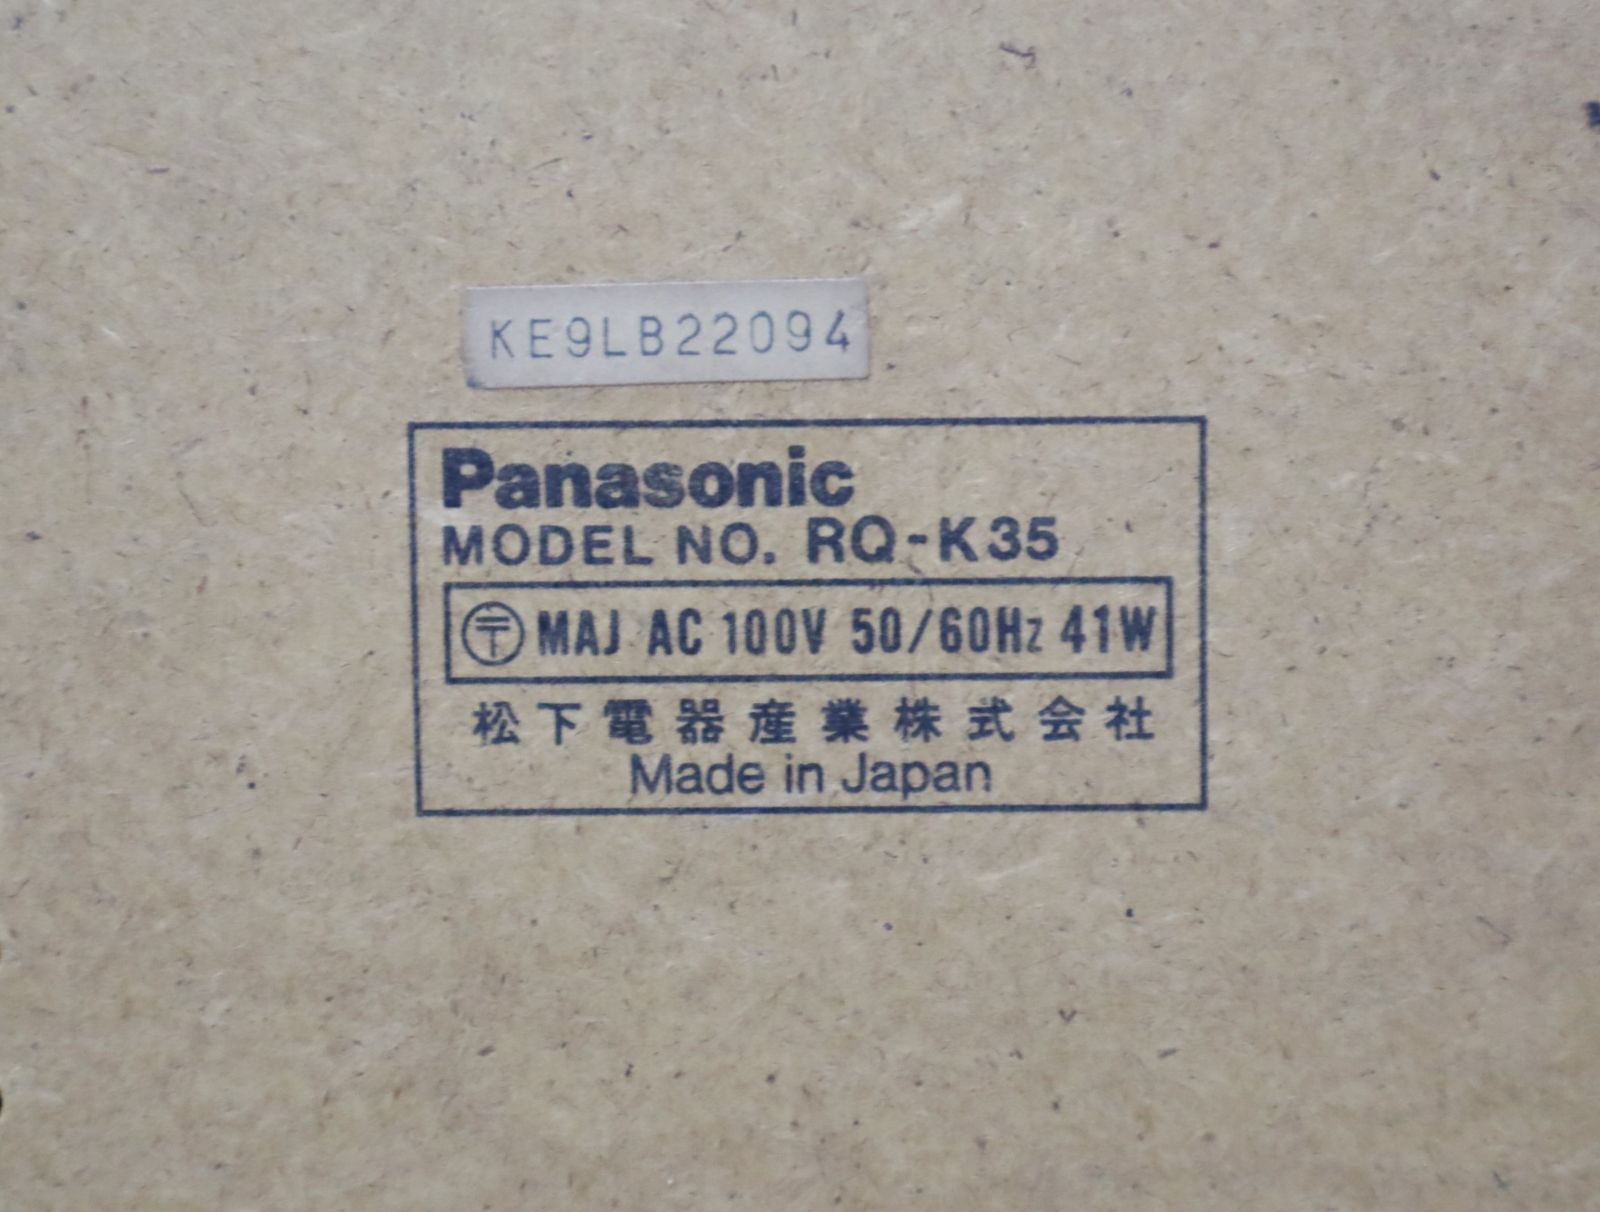 KE9LB22094
Panasonic
MODEL NO. RQ-K35
〶 MAJ AC 100V 50/60Hz 41W
松下電器産業株式会社
Made in Japan